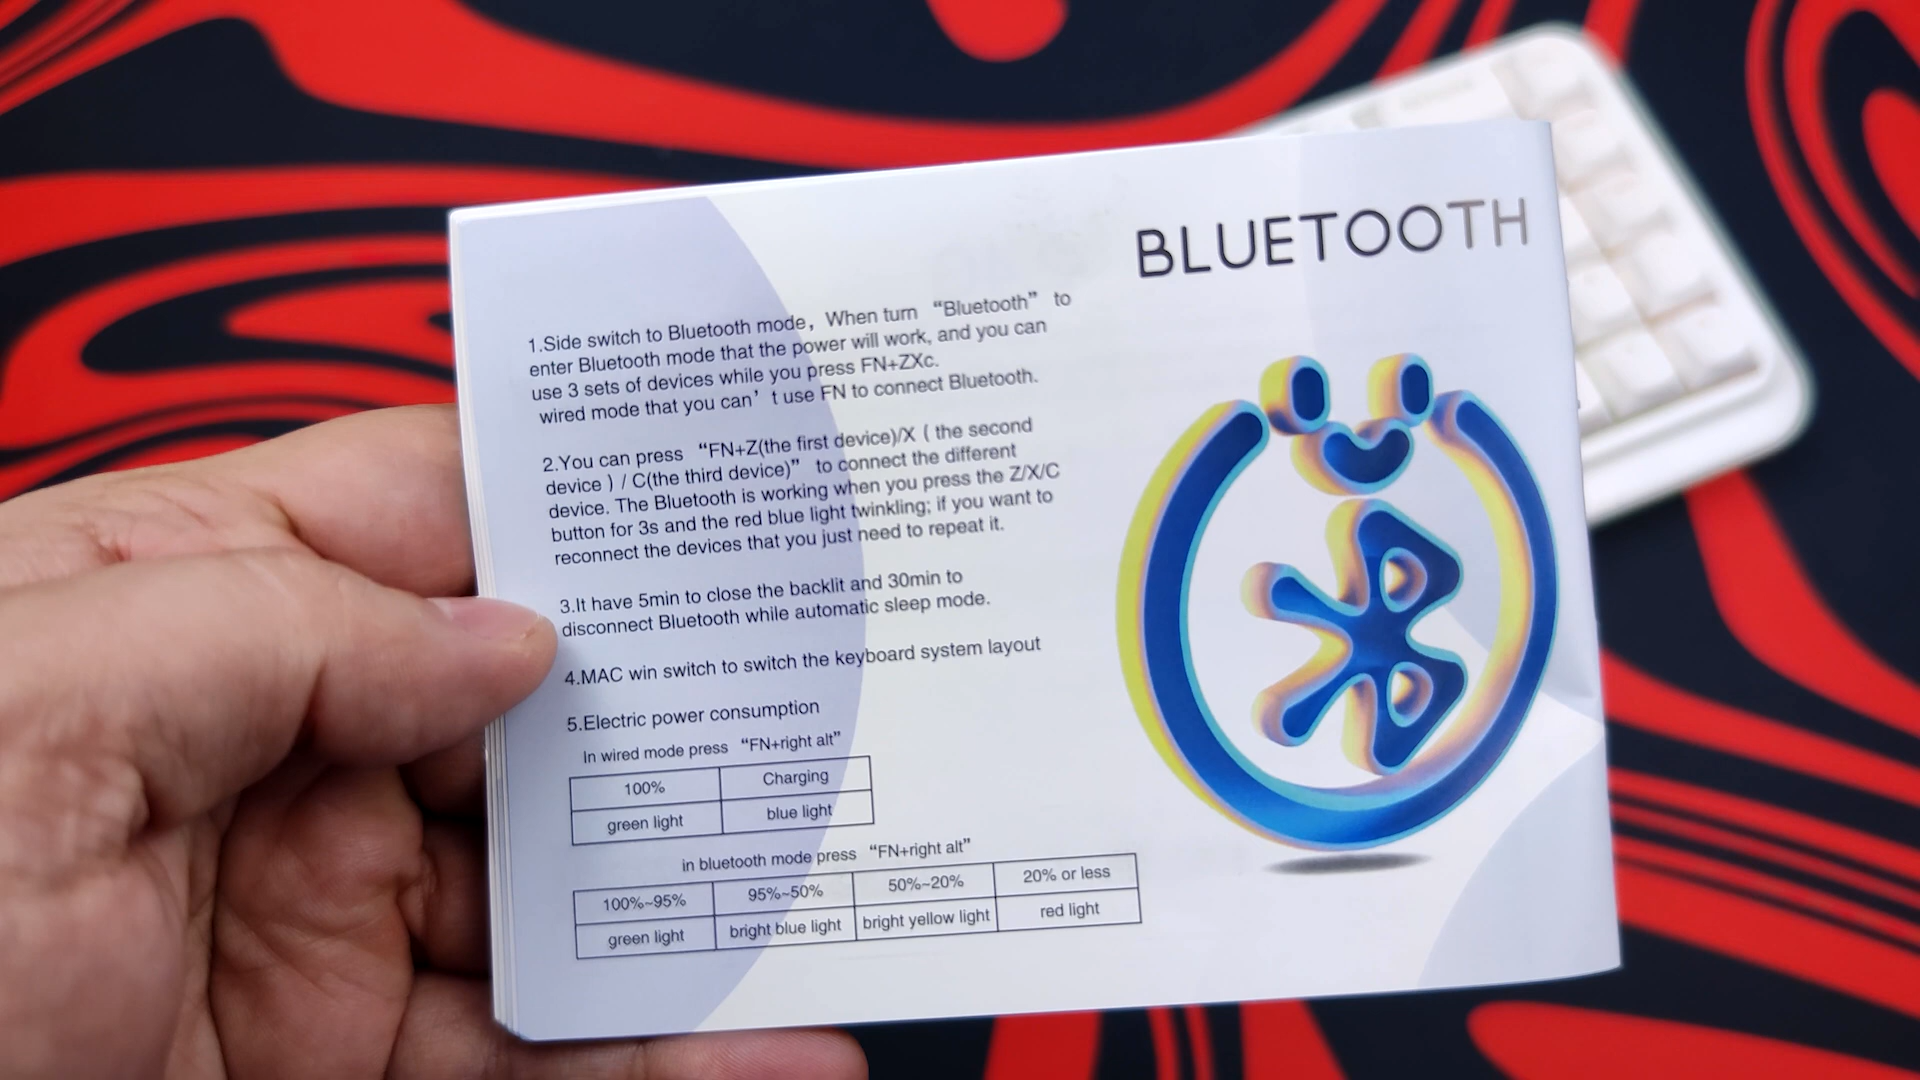 BLUETOOTH
1.Side switch to Bluetooth mode, When turn “Bluetooth” to
enter Bluetooth mode that the power will work, and you can
use 3 sets of devices while you press FN+ZXc.
wired mode that you can’ t use FN to connect Bluetooth.
2.You can press “FN+Z(the first device)/X ( the second
device ) / C(the third device)” to connect the different
device. The Bluetooth is working when you press the Z/X/C
button for 3s and the red blue light twinkling; if you want to
reconnect the devices that you just need to repeat it.
3.It have 5min to close the backlit and 30min to
disconnect Bluetooth while automatic sleep mode.
4.MAC win switch to switch the keyboard system layout
5.Electric power consumption
In wired mode press “FN+right alt”
100% Charging
green light blue light
in bluetooth mode press “FN+right alt”
100%~95% 95%~50% 50%~20% 20% or less
green light bright blue light bright yellow light red light